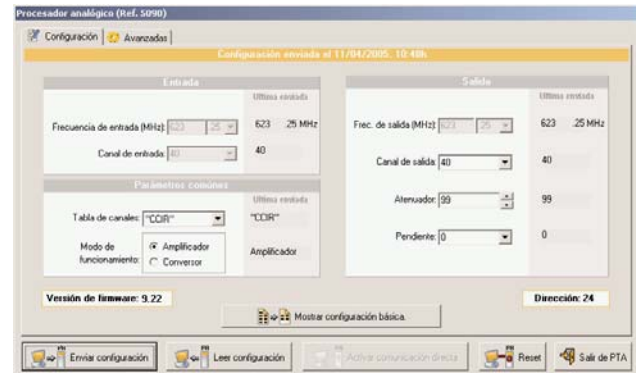 Procesador analógico (Ref. 5090)
Configuración Avanzadas
Configuración enviada el 11/04/2005, 18:48h
Entrada
Última enviada
Frecuencia de entrada (MHz): 623 25 623 .25 MHz
Canal de entrada: 40 40
Parámetros comúnes
Última enviada
Tabla de canales: "CCIR" "CCIR"
Modo de funcionamiento: Amplificador Conversor Amplificador
Salida
Última enviada
Frec. de salida (MHz): 623 25 623 .25 MHz
Canal de salida: 40 40
Atenuador: 99 99
Pendiente: 0 0
Versión de firmware: 9.22
Dirección: 24
Mostrar configuración básica.
Enviar configuración Leer configuración Activar comunicación directa Reset Salir de PTA